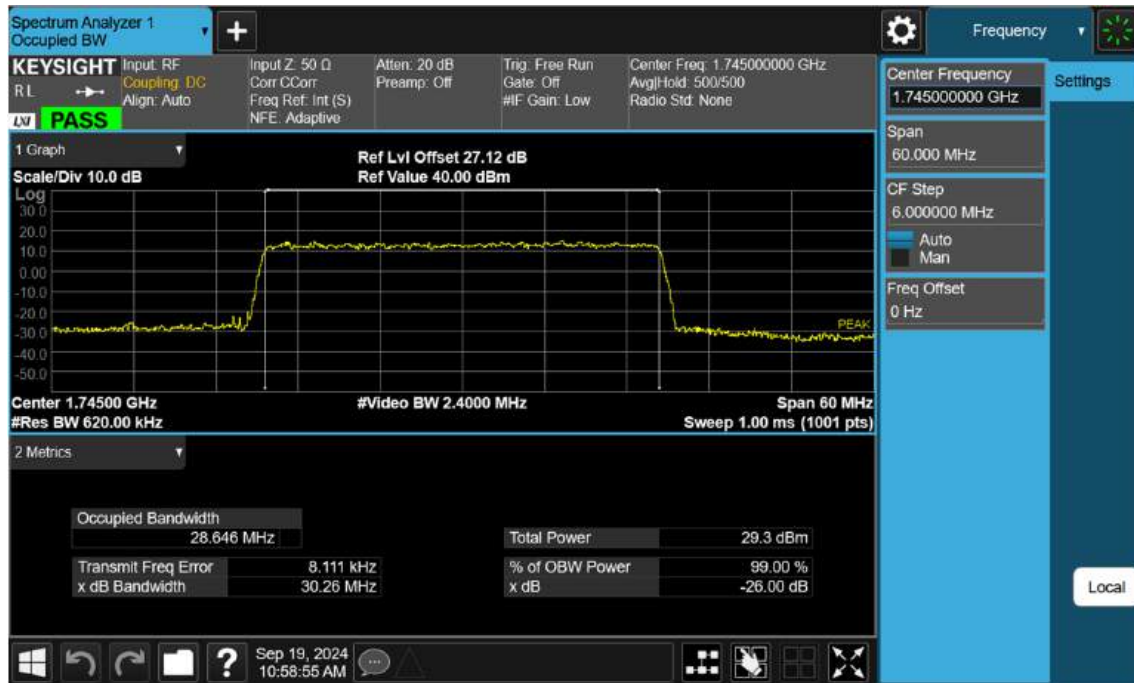 Spectrum Analyzer 1
Occupied BW
+
Frequency
KEYSIGHT
RL
LXI
PASS
Input: RF
Coupling: DC
Align: Auto
Input Z: 50 Ω
Corr CCorr
Freq Ref: Int (S)
NFE: Adaptive
Atten: 20 dB
Preamp: Off
Trig: Free Run
Gate: Off
#IF Gain: Low
Center Freq: 1.745000000 GHz
Avg|Hold: 500/500
Radio Std: None
Center Frequency
1.745000000 GHz
Settings
Span
60.000 MHz
CF Step
6.000000 MHz
Auto
Man
Freq Offset
0 Hz
1 Graph
Scale/Div 10.0 dB
Ref Lvl Offset 27.12 dB
Ref Value 40.00 dBm
Log
30.0
20.0
10.0
0.00
-10.0
-20.0
-30.0
-40.0
-50.0
PEAK
Center 1.74500 GHz
#Video BW 2.4000 MHz
Span 60 MHz
#Res BW 620.00 kHz
Sweep 1.00 ms (1001 pts)
2 Metrics
Occupied Bandwidth
28.646 MHz
Total Power 29.3 dBm
Transmit Freq Error 8.111 kHz
% of OBW Power 99.00 %
x dB Bandwidth 30.26 MHz
x dB -26.00 dB
Local
?
Sep 19, 2024
10:58:55 AM